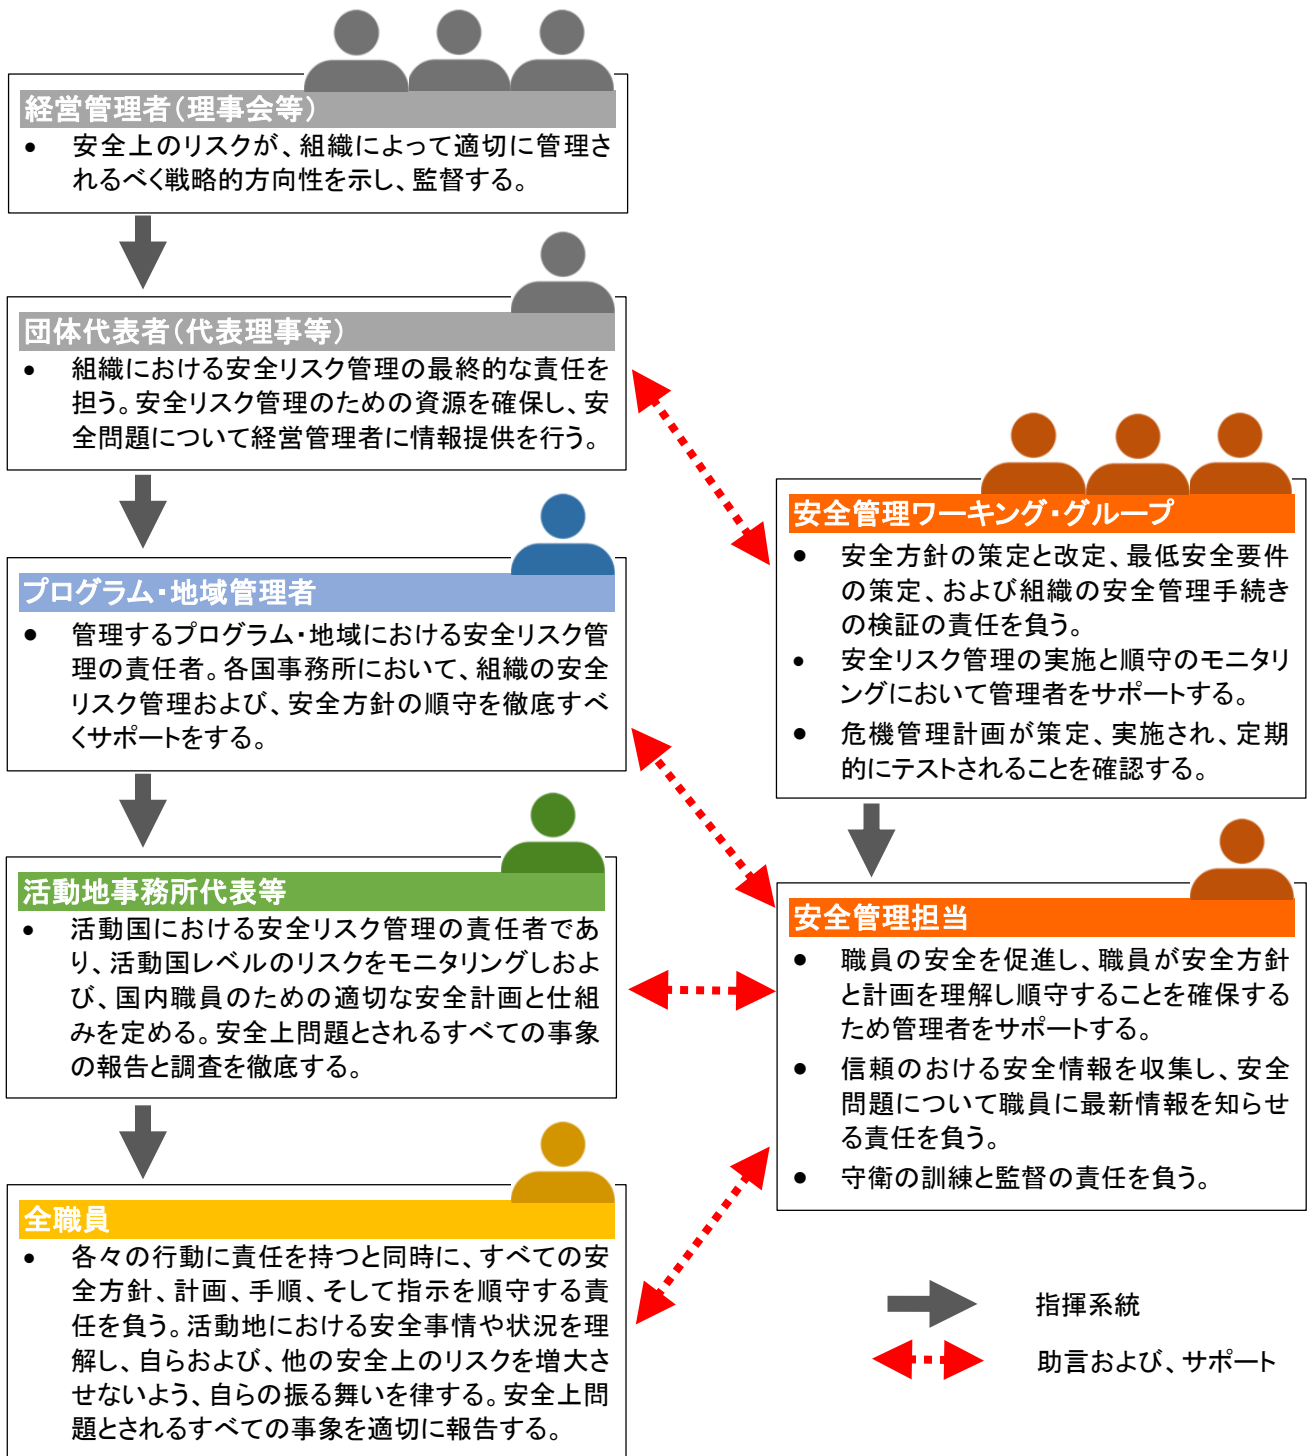 経営管理者（理事会等）
● 安全上のリスクが、組織によって適切に管理さ
れるべく戦略的方向性を示し、監督する。
団体代表者（代表理事等）
● 組織における安全リスク管理の最終的な責任を
担う。安全リスク管理のための資源を確保し、安
全問題について経営管理者に情報提供を行う。
プログラム・地域管理者
● 管理するプログラム・地域における安全リスク管
理の責任者。各国事務所において、組織の安全
リスク管理および、安全方針の順守を徹底すべ
くサポートをする。
活動地事務所代表等
● 活動国における安全リスク管理の責任者であ
り、活動国レベルのリスクをモニタリングしおよ
び、国内職員のための適切な安全計画と仕組
みを定める。安全上問題とされるすべての事象
の報告と調査を徹底する。
全職員
● 各々の行動に責任を持つと同時に、すべての安
全方針、計画、手順、そして指示を順守する責
任を負う。活動地における安全事情や状況を理
解し、自らおよび、他の安全上のリスクを増大さ
せないよう、自らの振る舞いを律する。安全上問
題とされるすべての事象を適切に報告する。
安全管理ワーキング・グループ
● 安全方針の策定と改定、最低安全要件
の策定、および組織の安全管理手続き
の検証の責任を負う。
● 安全リスク管理の実施と順守のモニタリ
ングにおいて管理者をサポートする。
● 危機管理計画が策定、実施され、定期
的にテストされることを確認する。
安全管理担当
● 職員の安全を促進し、職員が安全方針
と計画を理解し順守することを確保する
ため管理者をサポートする。
● 信頼のおける安全情報を収集し、安全
問題について職員に最新情報を知らせ
る責任を負う。
● 守衛の訓練と監督の責任を負う。
指揮系統
助言および、サポート